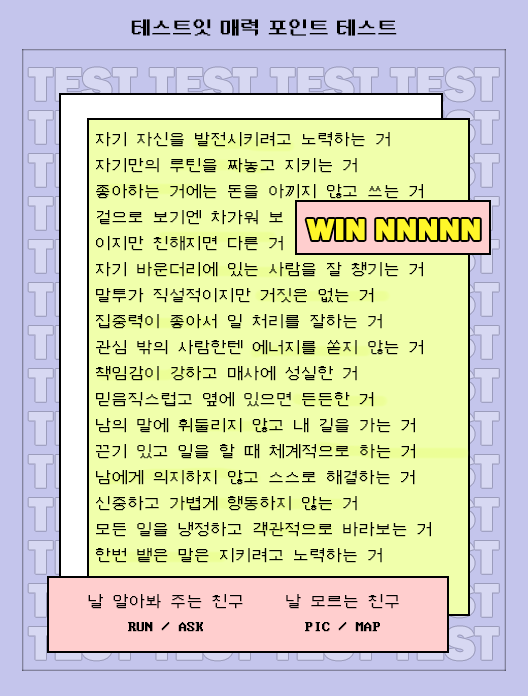 테스트잇 매력 포인트 테스트
TEST TEST TEST TEST
자기 자신을 발전시키려고 노력하는 거
자기만의 루틴을 짜놓고 지키는 거
좋아하는 거에는 돈을 아끼지 않고 쓰는 거
겉으로 보기엔 차가워 보
WIN NNNNN
이지만 친해지면 다른 거
자기 바운더리에 있는 사람을 잘 챙기는 거
말투가 직설적이지만 거짓은 없는 거
집중력이 좋아서 일 처리를 잘하는 거
관심 밖의 사람한텐 에너지를 쏟지 않는 거
책임감이 강하고 매사에 성실한 거
믿음직스럽고 옆에 있으면 든든한 거
남의 말에 휘둘리지 않고 내 길을 가는 거
끈기 있고 일을 할 때 체계적으로 하는 거
남에게 의지하지 않고 스스로 해결하는 거
신중하고 가볍게 행동하지 않는 거
모든 일을 냉정하고 객관적으로 바라보는 거
한번 뱉은 말은 지키려고 노력하는 거
날 알아봐 주는 친구 날 모르는 친구
RUN / ASK PIC / MAP